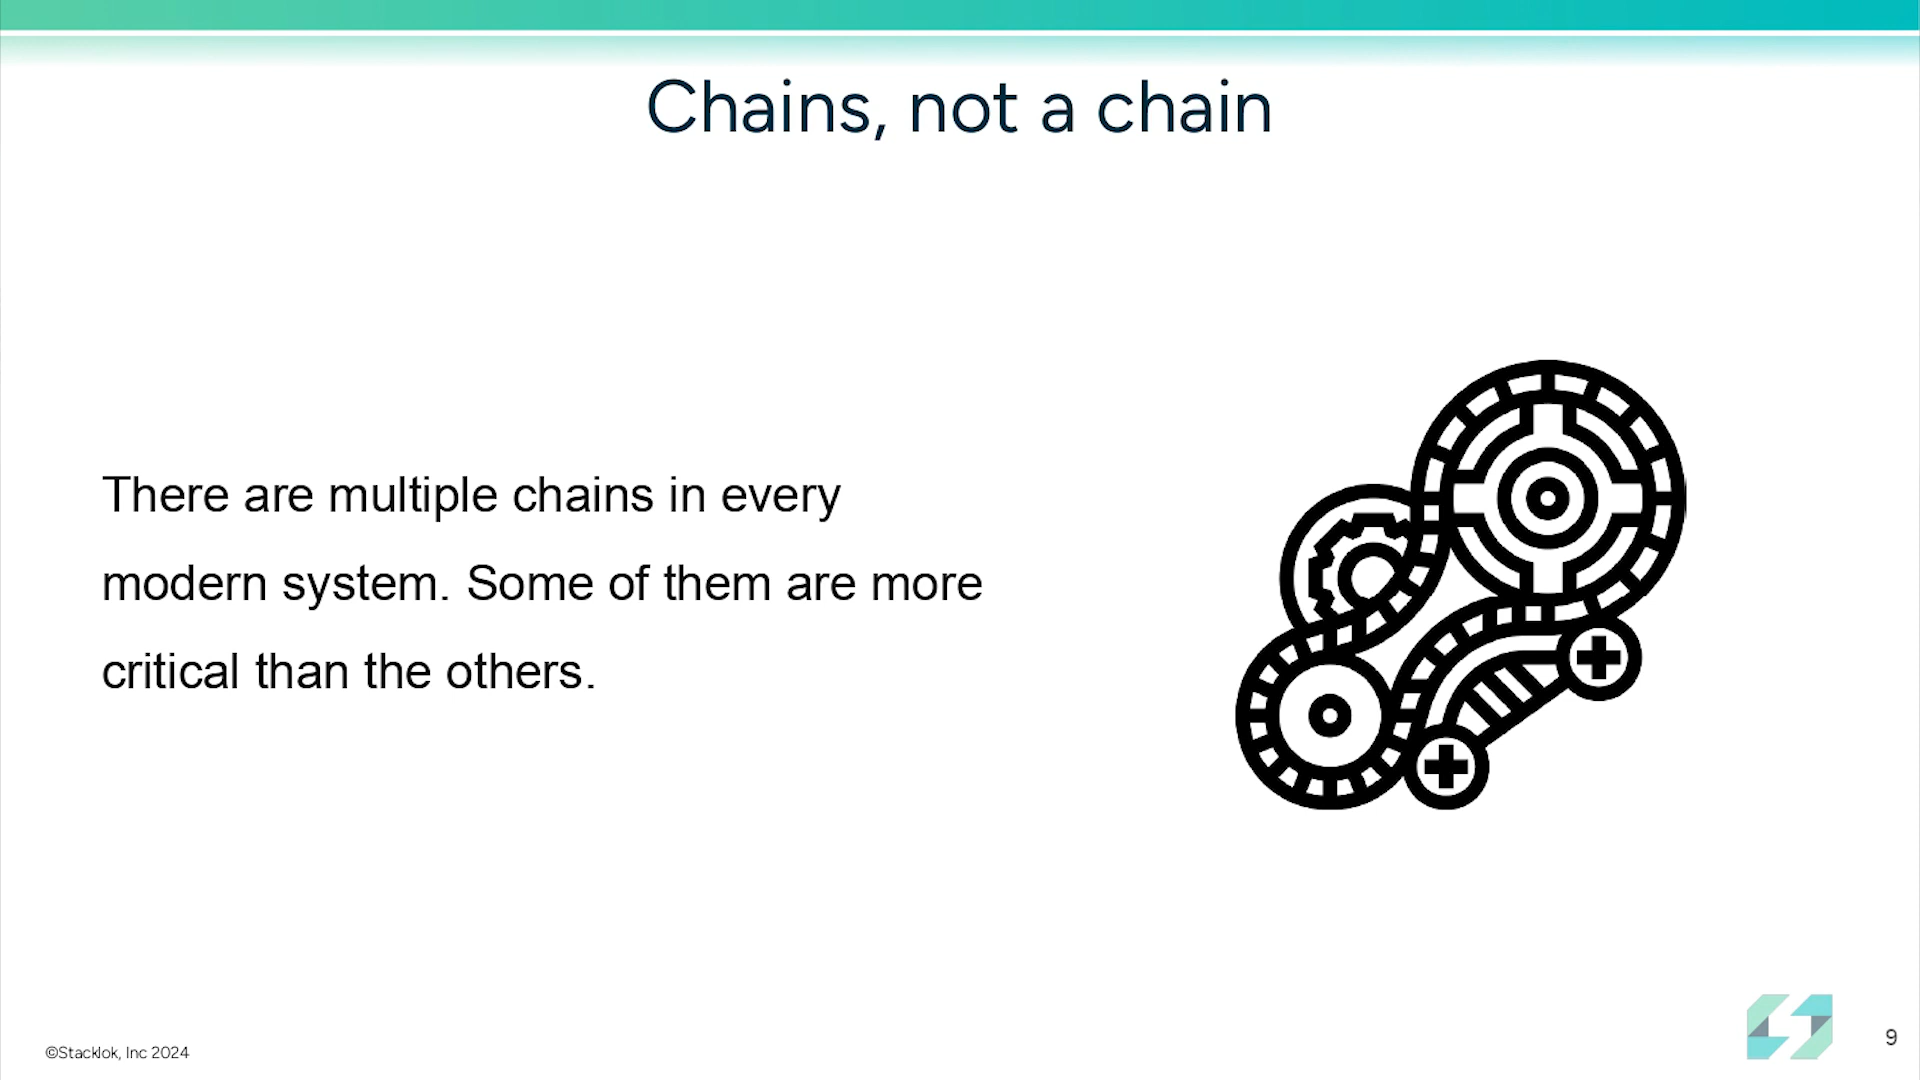 Chains, not a chain
There are multiple chains in every
modern system. Some of them are more
critical than the others.
©Stacklok, Inc 2024
9